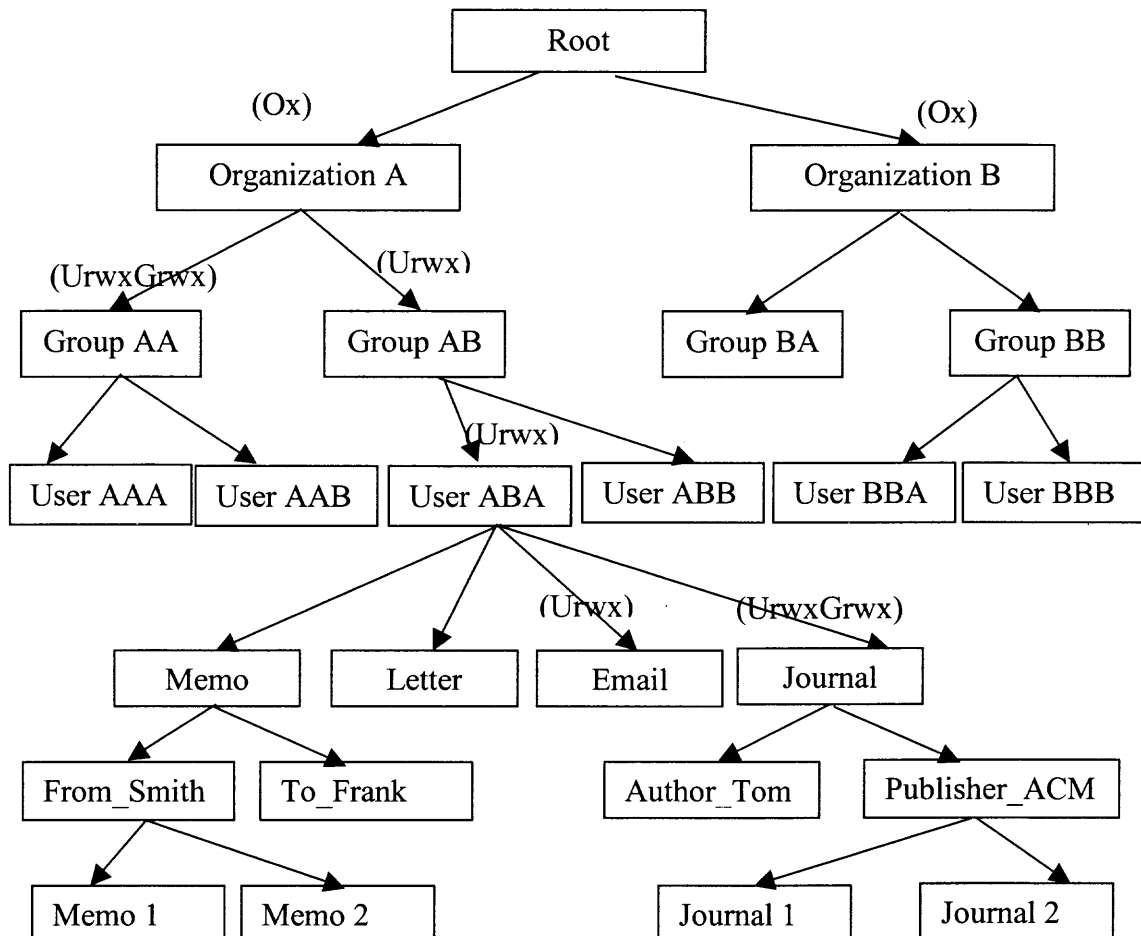 Root
(Ox)
(Ox)
Organization A
Organization B
(UrwxGrwx)
(Urwx)
Group AA
Group AB
Group BA
Group BB
(Urwx)
User AAA
User AAB
User ABA
User ABB
User BBA
User BBB
(Urwx)
(UrwxGrwx)
Memo
Letter
Email
Journal
From_Smith
To_Frank
Author_Tom
Publisher_ACM
Memo 1
Memo 2
Journal 1
Journal 2